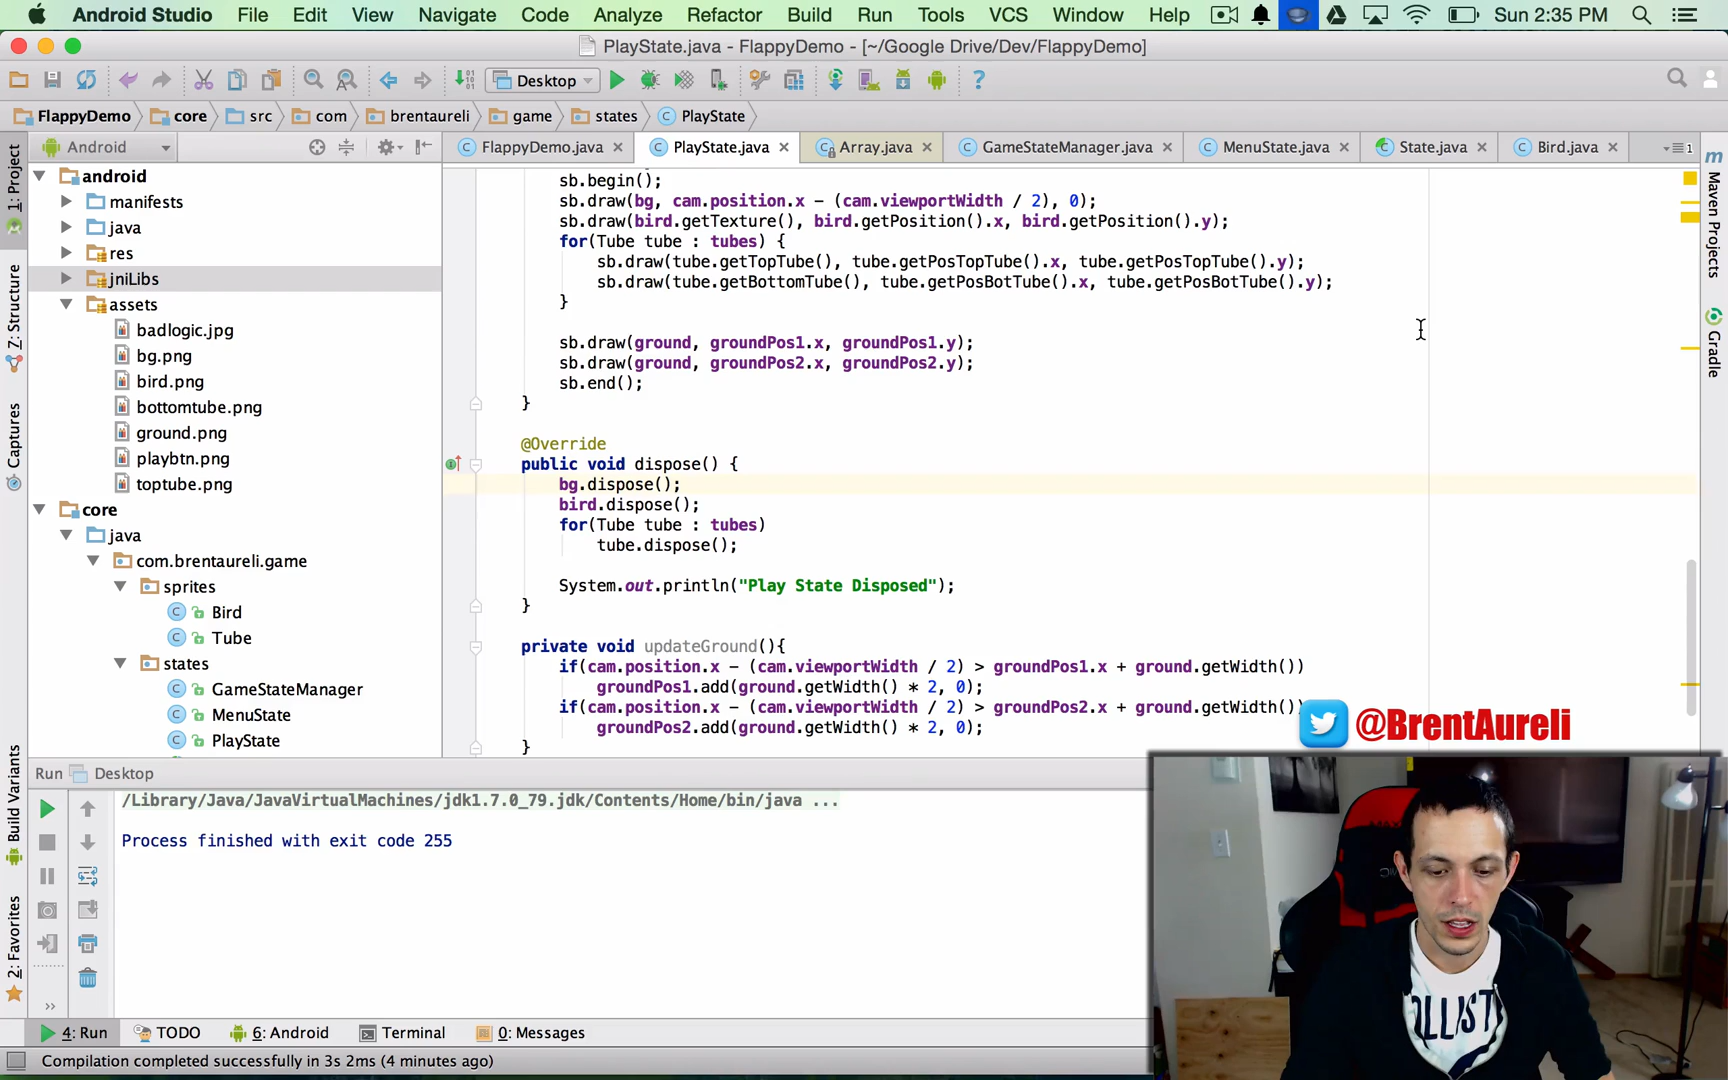 Android Studio File Edit View Navigate Code Analyze Refactor Build Run Tools VCS Window Help Sun 2:35 PM
PlayState.java - FlappyDemo - [~/Google Drive/Dev/FlappyDemo]
Desktop
FlappyDemo core src com brentaureli game states PlayState
Android
FlappyDemo.java PlayState.java Array.java GameStateManager.java MenuState.java State.java Bird.java 1
1: Project
Z: Structure
Captures
Build Variants
2: Favorites
Maven Projects
Gradle
android
manifests
java
res
jniLibs
assets
badlogic.jpg
bg.png
bird.png
bottomtube.png
ground.png
playbtn.png
toptube.png
core
java
com.brentaureli.game
sprites
Bird
Tube
states
GameStateManager
MenuState
PlayState
sb.begin();
sb.draw(bg, cam.position.x - (cam.viewportWidth / 2), 0);
sb.draw(bird.getTexture(), bird.getPosition().x, bird.getPosition().y);
for(Tube tube : tubes) {
sb.draw(tube.getTopTube(), tube.getPosTopTube().x, tube.getPosTopTube().y);
sb.draw(tube.getBottomTube(), tube.getPosBotTube().x, tube.getPosBotTube().y);
}
sb.draw(ground, groundPos1.x, groundPos1.y);
sb.draw(ground, groundPos2.x, groundPos2.y);
sb.end();
}
@Override
public void dispose() {
bg.dispose();
bird.dispose();
for(Tube tube : tubes)
tube.dispose();
System.out.println("Play State Disposed");
}
private void updateGround(){
if(cam.position.x - (cam.viewportWidth / 2) > groundPos1.x + ground.getWidth())
groundPos1.add(ground.getWidth() * 2, 0);
if(cam.position.x - (cam.viewportWidth / 2) > groundPos2.x + ground.getWidth())
groundPos2.add(ground.getWidth() * 2, 0);
}
@BrentAureli
Run Desktop
/Library/Java/JavaVirtualMachines/jdk1.7.0_79.jdk/Contents/Home/bin/java ...
Process finished with exit code 255
4: Run TODO 6: Android Terminal 0: Messages
Compilation completed successfully in 3s 2ms (4 minutes ago)